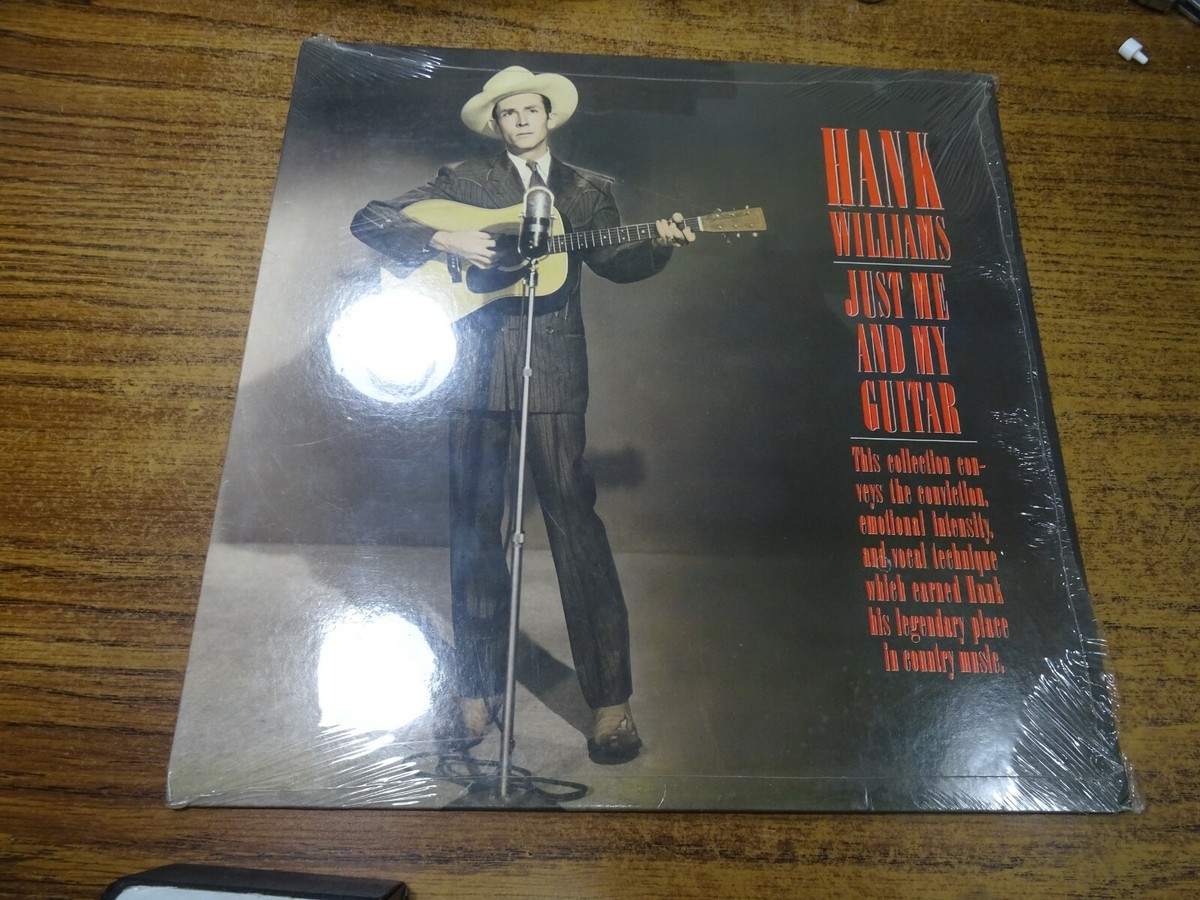 HANK
WILLIAMS
JUST ME
AND MY
GUITAR
This collection con-
veys the conviction,
emotional intensity,
and vocal technique
which earned Hank
his legendary place
in country music.